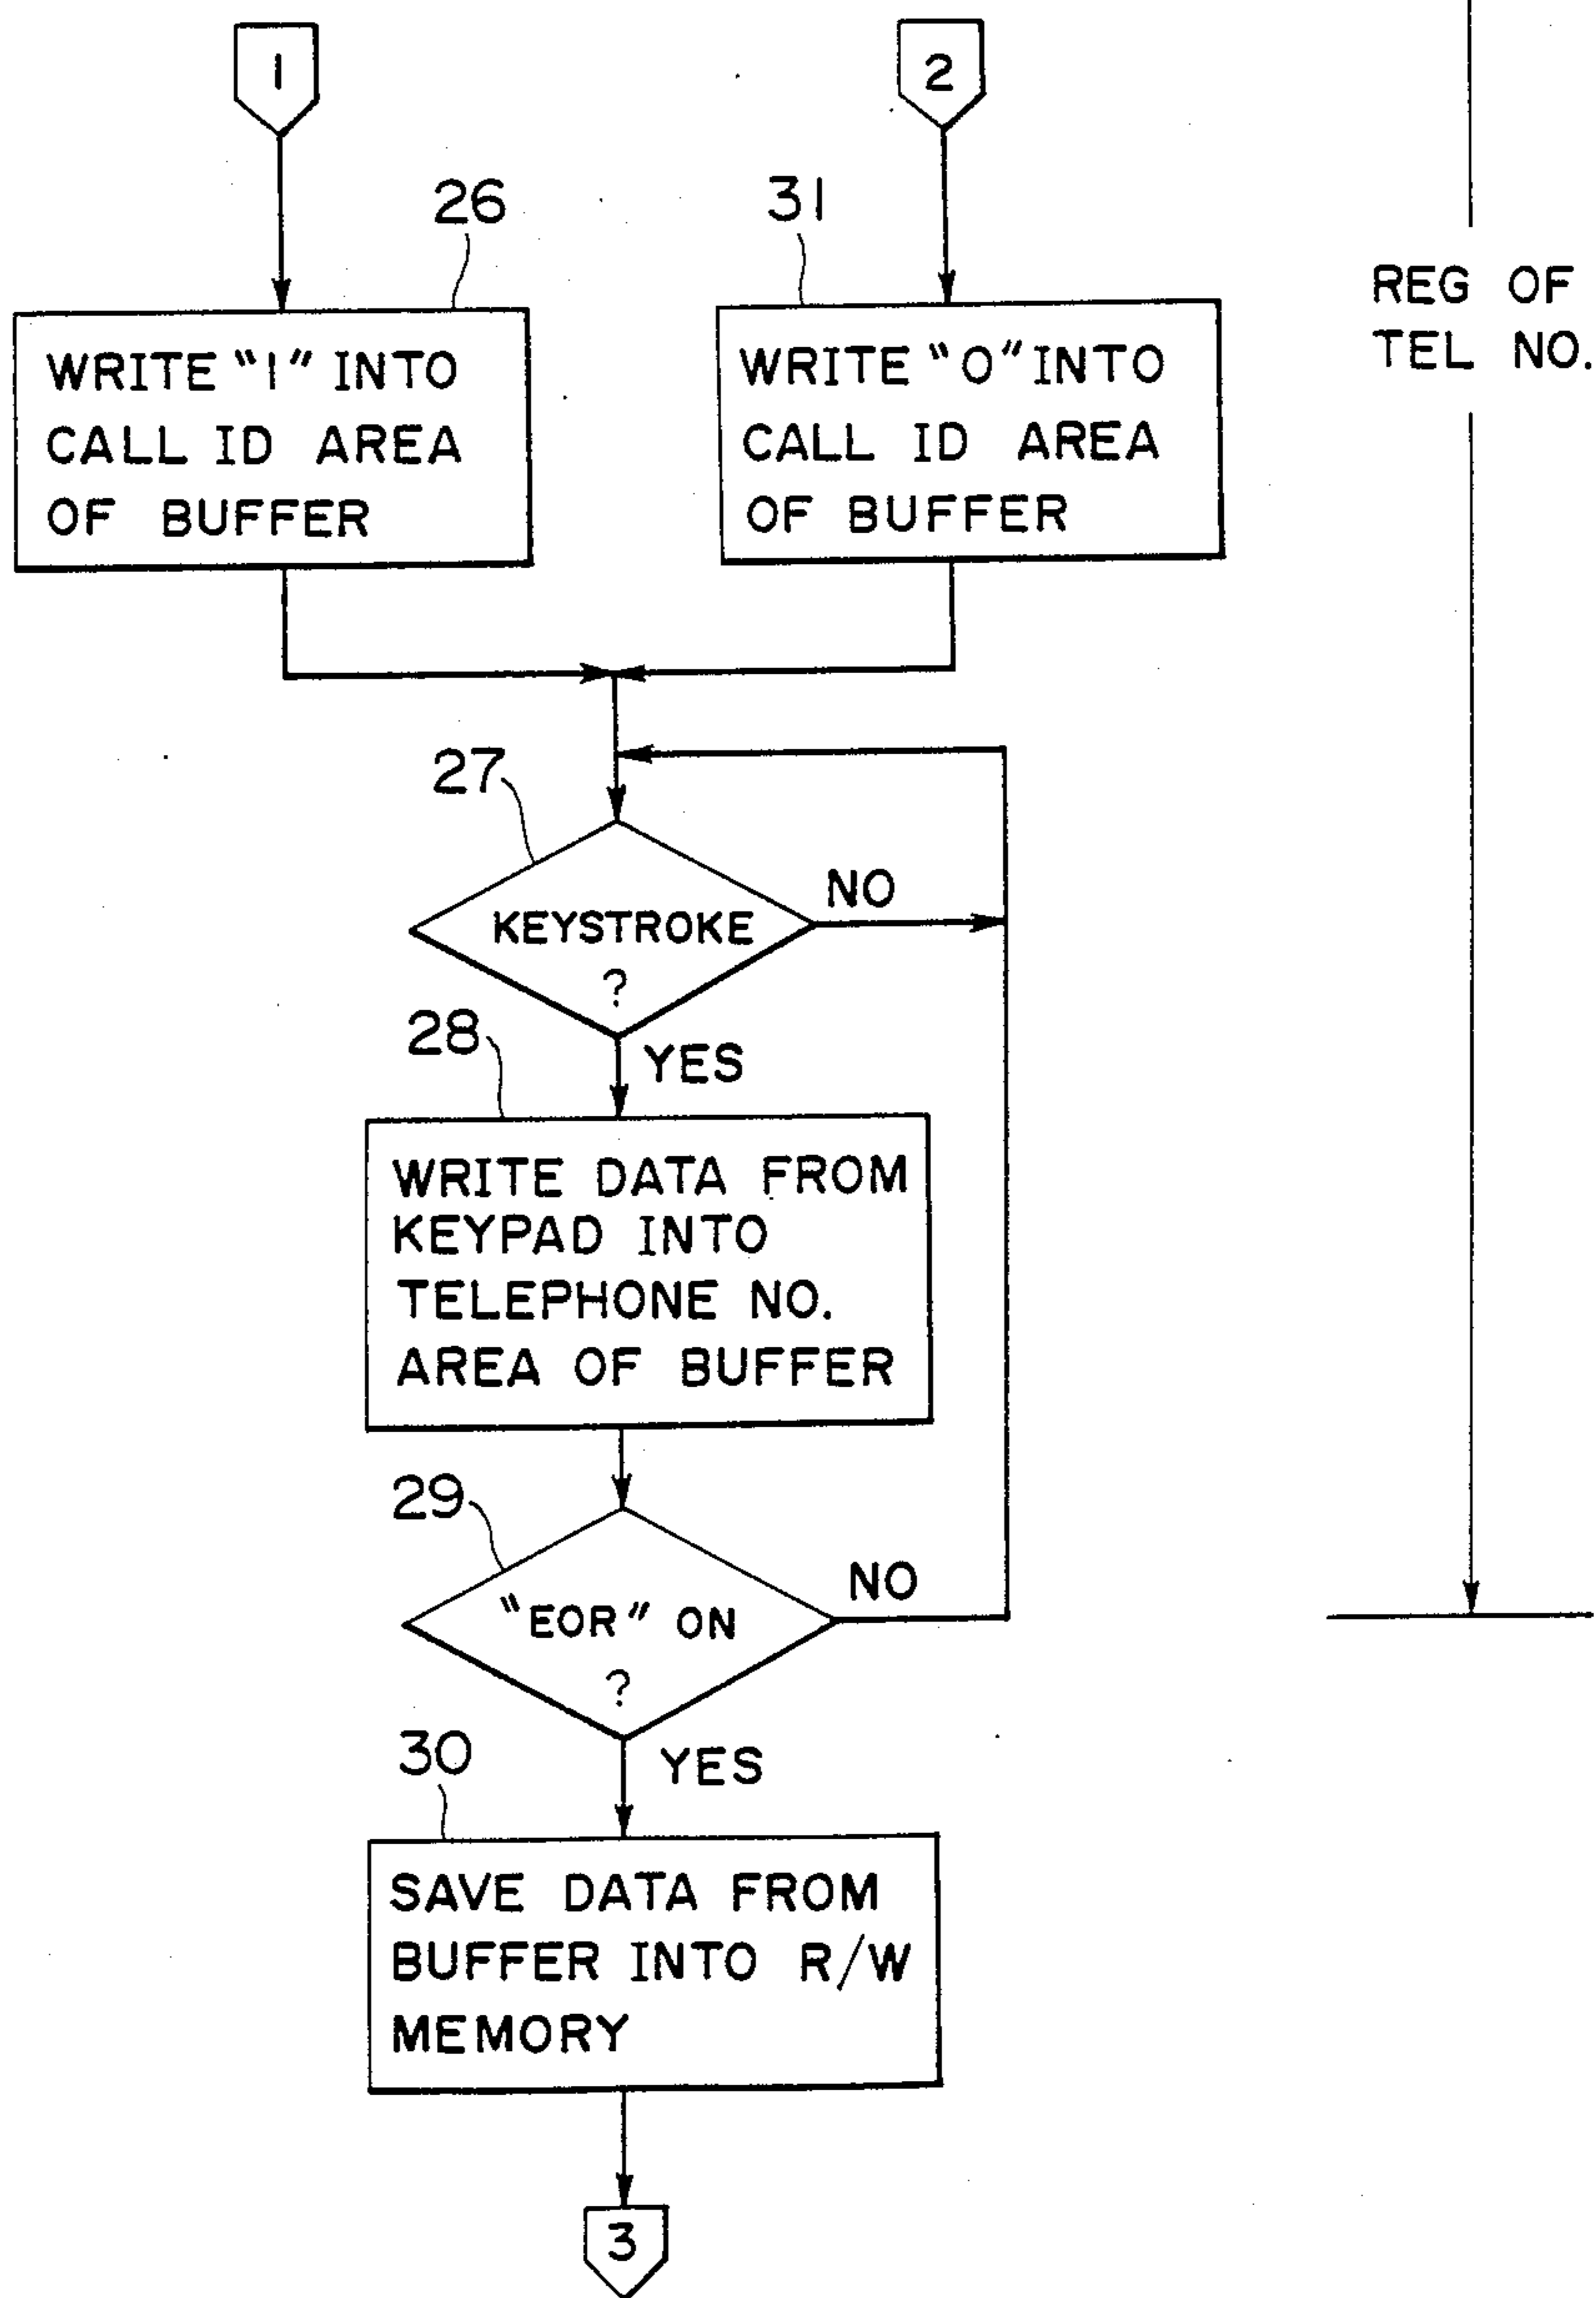 1
2
26
31
WRITE "1" INTO
CALL ID AREA
OF BUFFER
WRITE "0" INTO
CALL ID AREA
OF BUFFER
REG OF
TEL NO.
27
KEYSTROKE
?
NO
YES
28
WRITE DATA FROM
KEYPAD INTO
TELEPHONE NO.
AREA OF BUFFER
29
"EOR" ON
?
NO
YES
30
SAVE DATA FROM
BUFFER INTO R/W
MEMORY
3